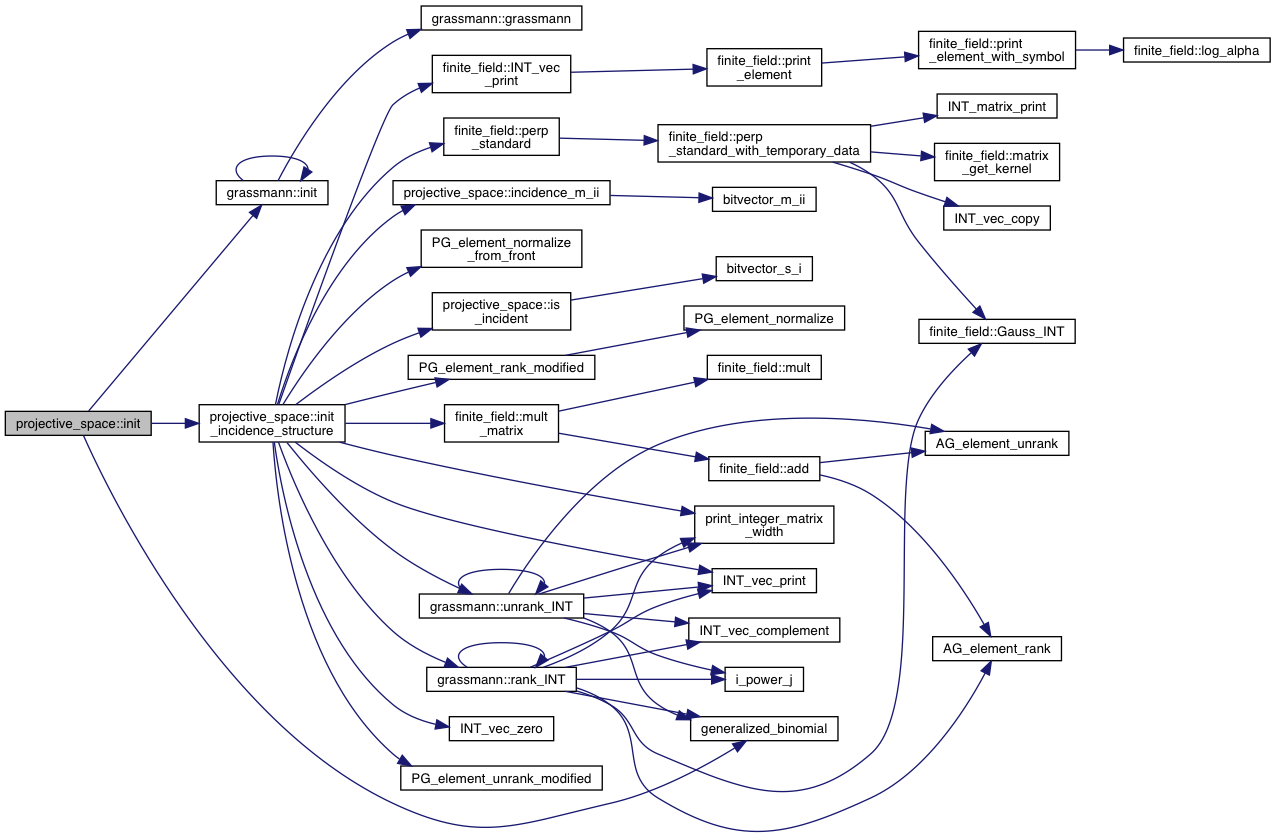 grassmann::grassmann
finite_field::INT_vec
_print
finite_field::print
_element
finite_field::print
_element_with_symbol
finite_field::log_alpha
finite_field::perp
_standard
finite_field::perp
_standard_with_temporary_data
INT_matrix_print
finite_field::matrix
_get_kernel
INT_vec_copy
grassmann::init
projective_space::incidence_m_ii
bitvector_m_ii
PG_element_normalize
_from_front
projective_space::is
_incident
bitvector_s_i
PG_element_normalize
finite_field::Gauss_INT
PG_element_rank_modified
finite_field::mult
projective_space::init
projective_space::init
_incidence_structure
finite_field::mult
_matrix
AG_element_unrank
finite_field::add
print_integer_matrix
_width
INT_vec_print
grassmann::unrank_INT
INT_vec_complement
AG_element_rank
grassmann::rank_INT
i_power_j
INT_vec_zero
generalized_binomial
PG_element_unrank_modified